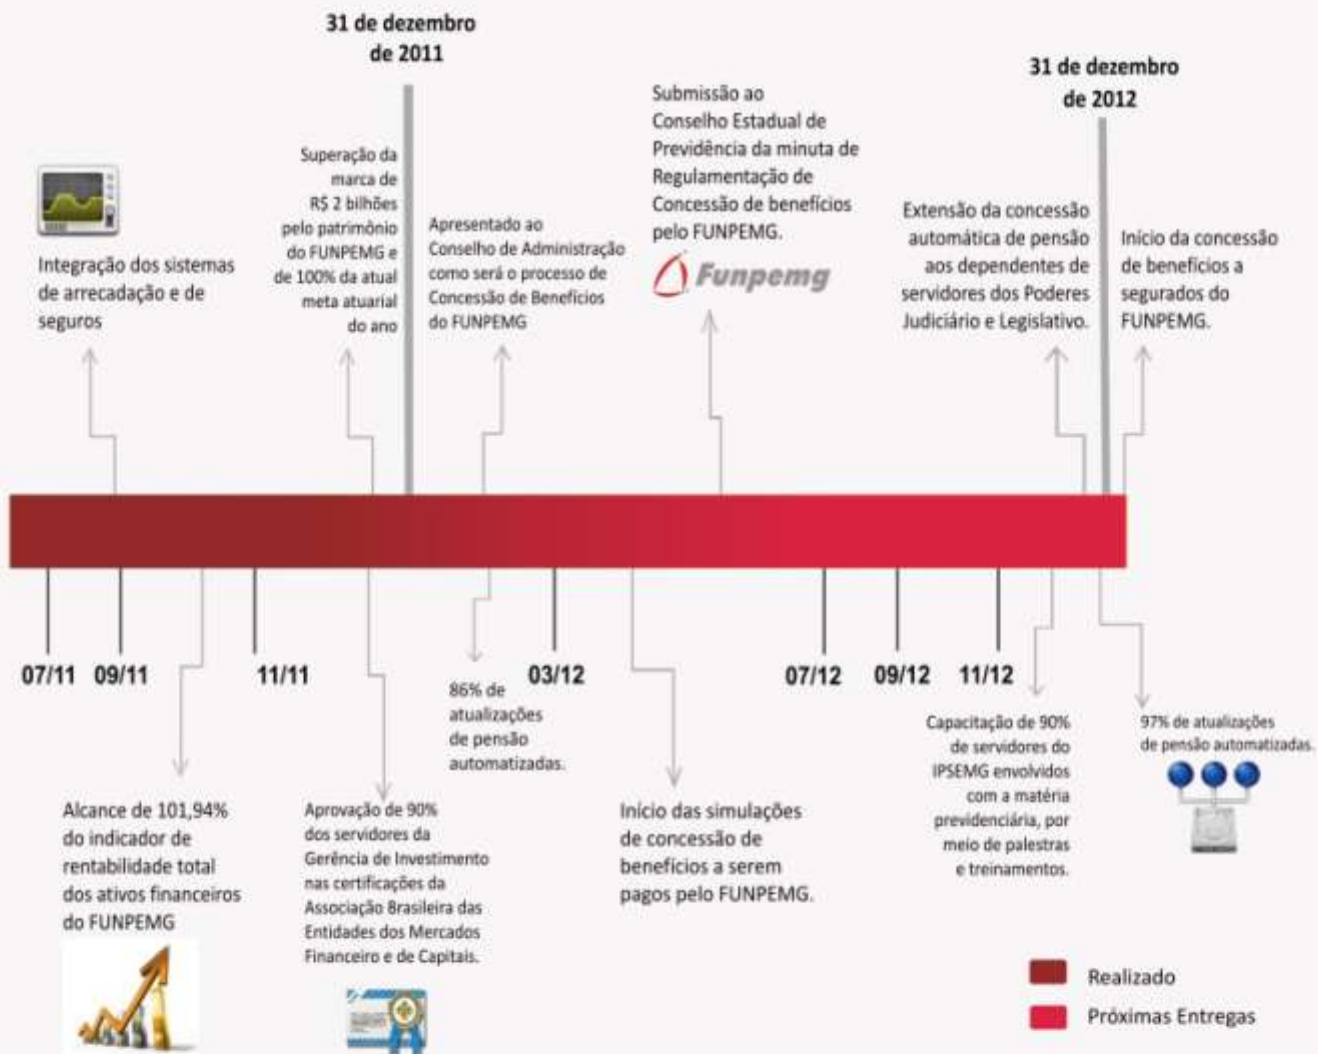 31 de dezembro
de 2011
31 de dezembro
de 2012
Integração dos sistemas
de arrecadação e de
seguros
Superação da
marca de
R$ 2 bilhões
pelo patrimônio
do FUNPEMG e
de 100% da atual
meta atuarial
do ano
Apresentado ao
Conselho de Administração
como será o processo de
Concessão de Benefícios
do FUNPEMG
Submissão ao
Conselho Estadual de
Previdência da minuta de
Regulamentação de
Concessão de benefícios
pelo FUNPEMG.
Funpemg
Extensão da concessão
automática de pensão
aos dependentes de
servidores dos Poderes
Judiciário e Legislativo.
Início da concessão
de benefícios a
segurados do
FUNPEMG.
07/11 09/11 11/11 03/12 07/12 09/12 11/12
Alcance de 101,94%
do indicador de
rentabilidade total
dos ativos financeiros
do FUNPEMG
Aprovação de 90%
dos servidores da
Gerência de Investimento
nas certificações da
Associação Brasileira das
Entidades dos Mercados
Financeiro e de Capitais.
86% de
atualizações
de pensão
automatizadas.
Início das simulações
de concessão de
benefícios a serem
pagos pelo FUNPEMG.
Capacitação de 90%
de servidores do
IPSEMG envolvidos
com a matéria
previdenciária, por
meio de palestras
e treinamentos.
97% de atualizações
de pensão automatizadas.
Realizado
Próximas Entregas